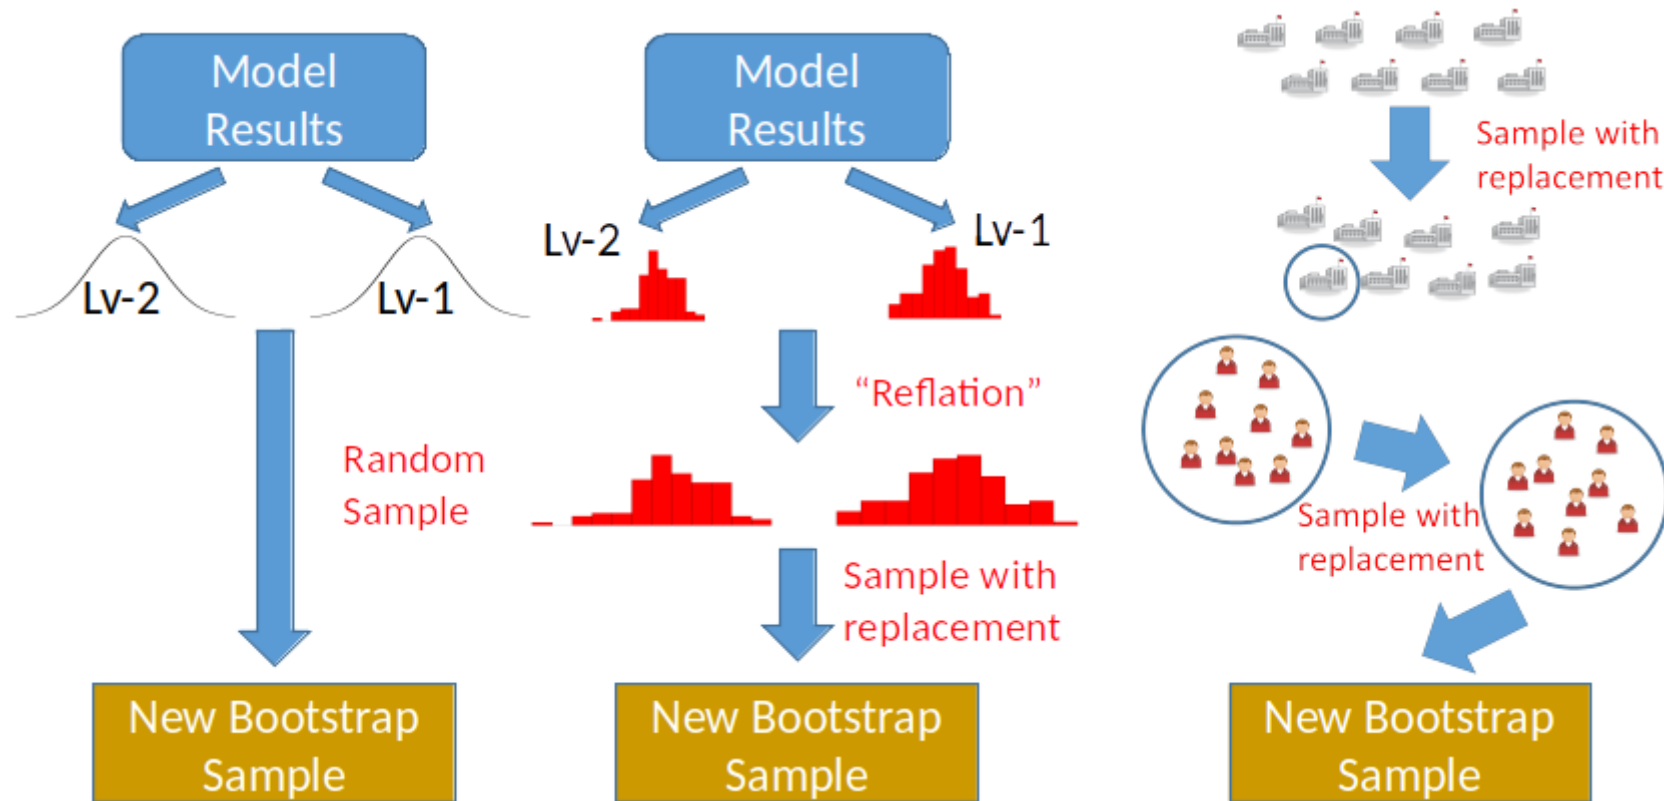 Model
Results
Lv-2
Lv-1
Random
Sample
New Bootstrap
Sample
Model
Results
Lv-2
Lv-1
“Reflation”
Sample with
replacement
New Bootstrap
Sample
Sample with
replacement
Sample with
replacement
New Bootstrap
Sample